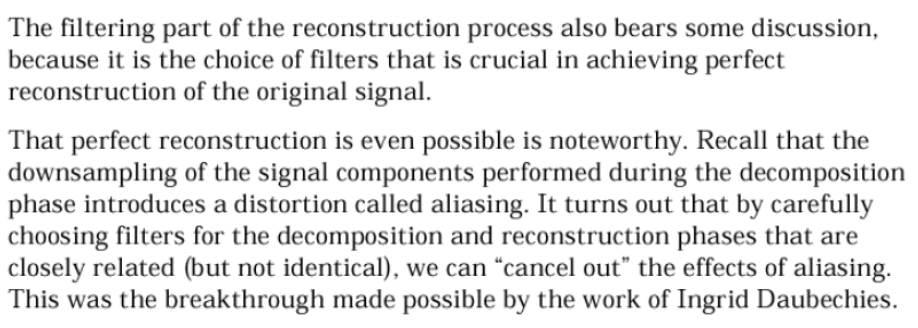 The filtering part of the reconstruction process also bears some discussion,
because it is the choice of filters that is crucial in achieving perfect
reconstruction of the original signal.
That perfect reconstruction is even possible is noteworthy. Recall that the
downsampling of the signal components performed during the decomposition
phase introduces a distortion called aliasing. It turns out that by carefully
choosing filters for the decomposition and reconstruction phases that are
closely related (but not identical), we can “cancel out” the effects of aliasing.
This was the breakthrough made possible by the work of Ingrid Daubechies.